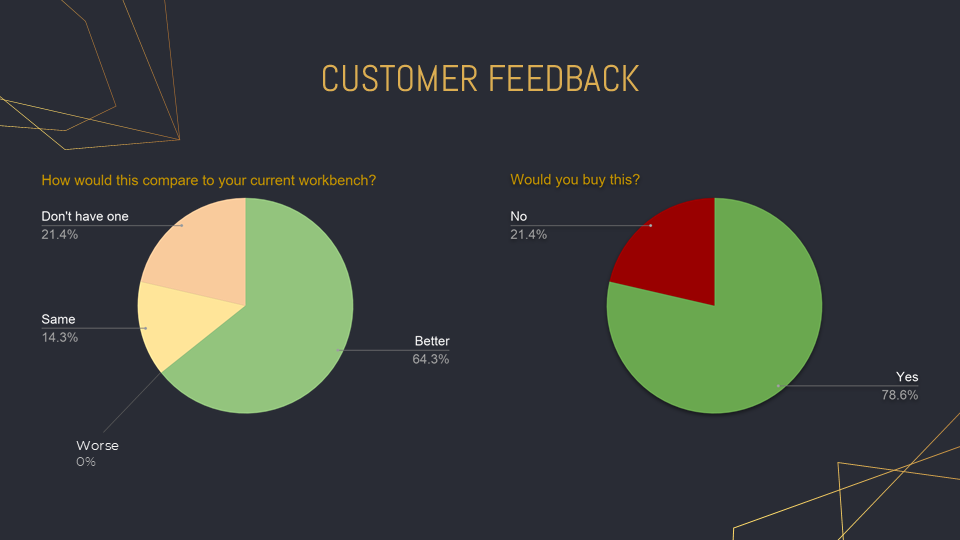 CUSTOMER FEEDBACK
How would this compare to your current workbench?
Don't have one
21.4%
Same
14.3%
Better
64.3%
Worse
0%
Would you buy this?
No
21.4%
Yes
78.6%